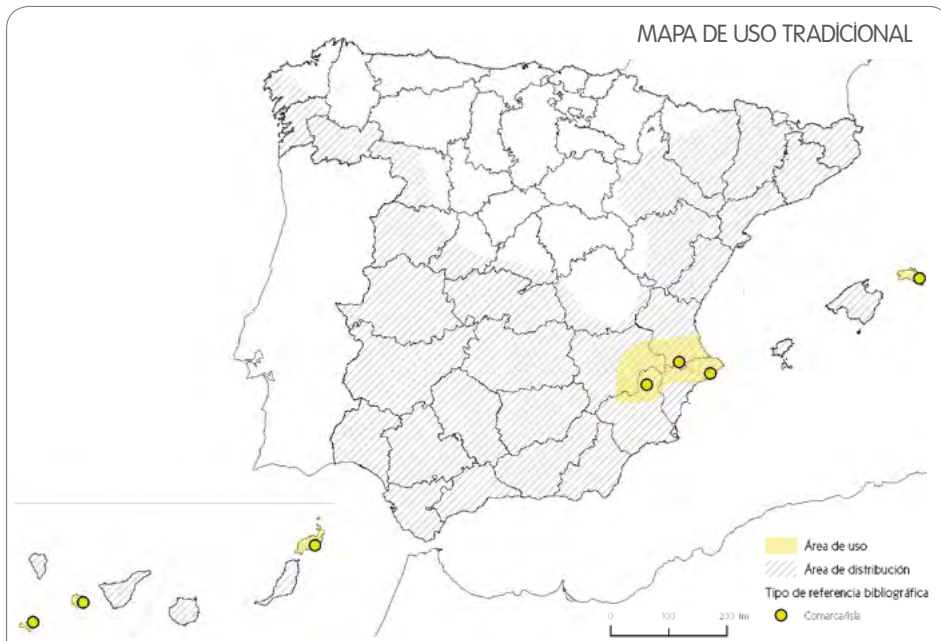 MAPA DE USO TRADICIONAL
Área de uso
Área de distribución
Tipo de referencia bibliográfica
Comarca/Isla
0 100 200 km